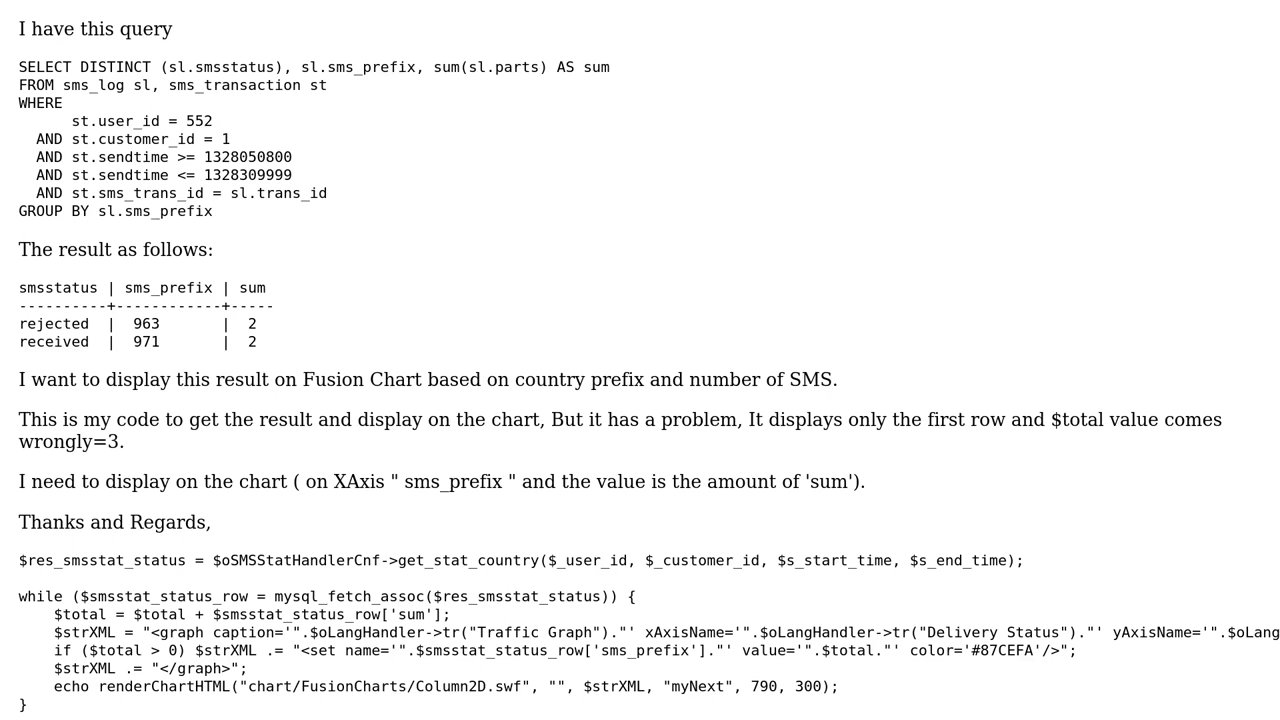 I have this query
SELECT DISTINCT (sl.smsstatus), sl.sms_prefix, sum(sl.parts) AS sum
FROM sms_log sl, sms_transaction st
WHERE
      st.user_id = 552
  AND st.customer_id = 1
  AND st.sendtime >= 1328050800
  AND st.sendtime <= 1328309999
  AND st.sms_trans_id = sl.trans_id
GROUP BY sl.sms_prefix
The result as follows:
smsstatus | sms_prefix | sum
----------+------------+-----
rejected  |  963       |  2
received  |  971       |  2
I want to display this result on Fusion Chart based on country prefix and number of SMS.
This is my code to get the result and display on the chart, But it has a problem, It displays only the first row and $total value comes
wrongly=3.
I need to display on the chart ( on XAxis " sms_prefix " and the value is the amount of 'sum').
Thanks and Regards,
$res_smsstat_status = $oSMSStatHandlerCnf->get_stat_country($_user_id, $_customer_id, $s_start_time, $s_end_time);
while ($smsstat_status_row = mysql_fetch_assoc($res_smsstat_status)) {
    $total = $total + $smsstat_status_row['sum'];
    $strXML = "<graph caption='".$oLangHandler->tr("Traffic Graph")."' xAxisName='".$oLangHandler->tr("Delivery Status")."' yAxisName='".$oLang
    if ($total > 0) $strXML .= "<set name='".$smsstat_status_row['sms_prefix']."' value='".$total."' color='#87CEFA'/>";
    $strXML .= "</graph>";
    echo renderChartHTML("chart/FusionCharts/Column2D.swf", "", $strXML, "myNext", 790, 300);
}